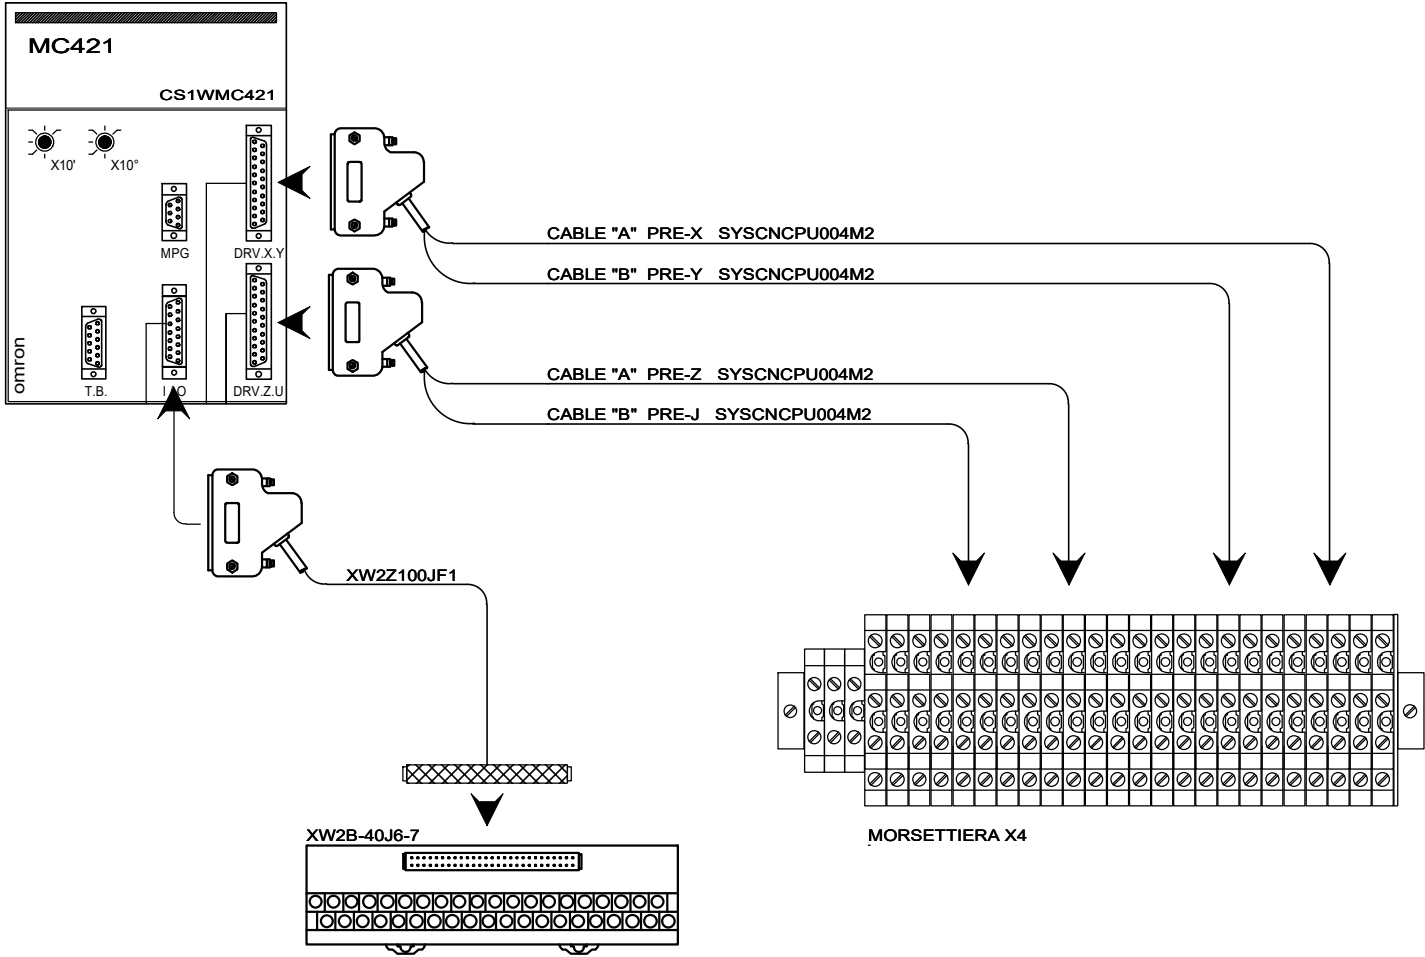 MC421
CS1WMC421
X10' X10°
MPG DRV.X.Y
omron
T.B. DRV.Z.U
CABLE "A" PRE-X SYSCNCPU004M2
CABLE "B" PRE-Y SYSCNCPU004M2
CABLE "A" PRE-Z SYSCNCPU004M2
CABLE "B" PRE-J SYSCNCPU004M2
XW2Z100JF1
XW2B-40J6-7
MORSETTIERA X4